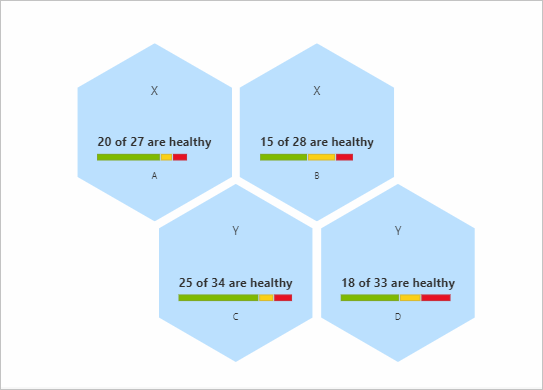 X
X
20 of 27 are healthy
15 of 28 are healthy
A
B
Y
Y
25 of 34 are healthy
18 of 33 are healthy
C
D